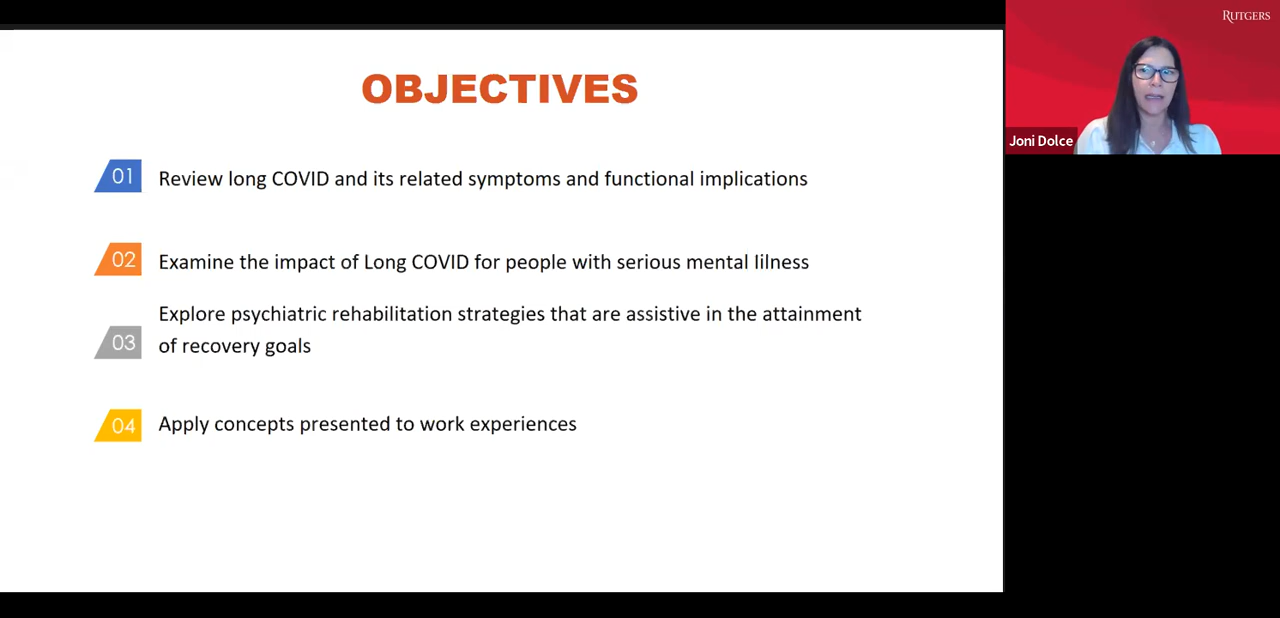 OBJECTIVES
01
Review long COVID and its related symptoms and functional implications
02
Examine the impact of Long COVID for people with serious mental lilness
03
Explore psychiatric rehabilitation strategies that are assistive in the attainment
of recovery goals
04
Apply concepts presented to work experiences
RUTGERS
Joni Dolce